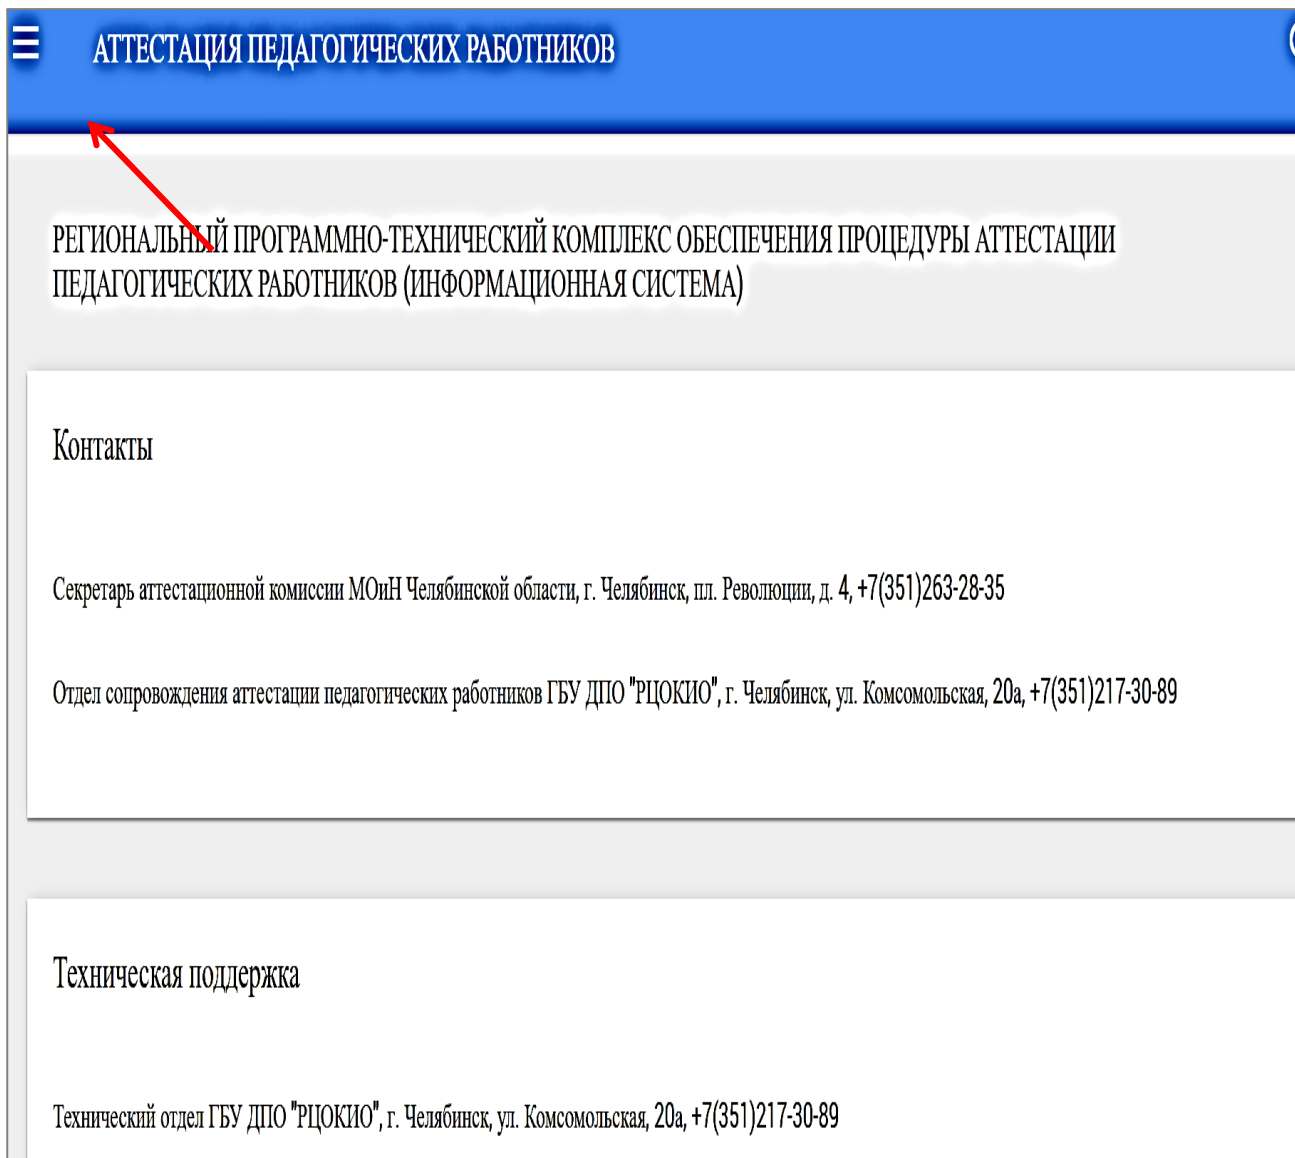 АТТЕСТАЦИЯ ПЕДАГОГИЧЕСКИХ РАБОТНИКОВ
РЕГИОНАЛЬНЫЙ ПРОГРАММНО-ТЕХНИЧЕСКИЙ КОМПЛЕКС ОБЕСПЕЧЕНИЯ ПРОЦЕДУРЫ АТТЕСТАЦИИ
ПЕДАГОГИЧЕСКИХ РАБОТНИКОВ (ИНФОРМАЦИОННАЯ СИСТЕМА)
Контакты
Секретарь аттестационной комиссии МОиН Челябинской области, г. Челябинск, пл. Революции, д. 4, +7(351)263-28-35
Отдел сопровождения аттестации педагогических работников ГБУ ДПО "РЦОКИО", г. Челябинск, ул. Комсомольская, 20а, +7(351)217-30-89
Техническая поддержка
Технический отдел ГБУ ДПО "РЦОКИО", г. Челябинск, ул. Комсомольская, 20а, +7(351)217-30-89